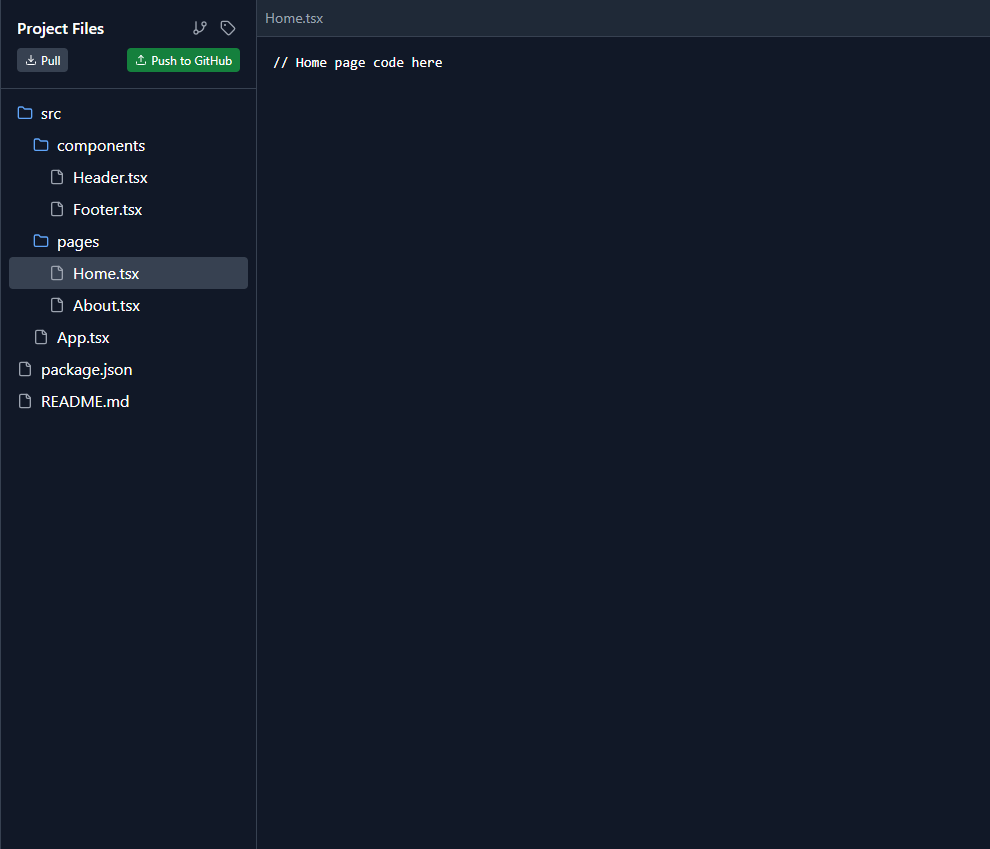 Project Files
Pull
Push to GitHub
src
components
Header.tsx
Footer.tsx
pages
Home.tsx
About.tsx
App.tsx
package.json
README.md
Home.tsx
// Home page code here